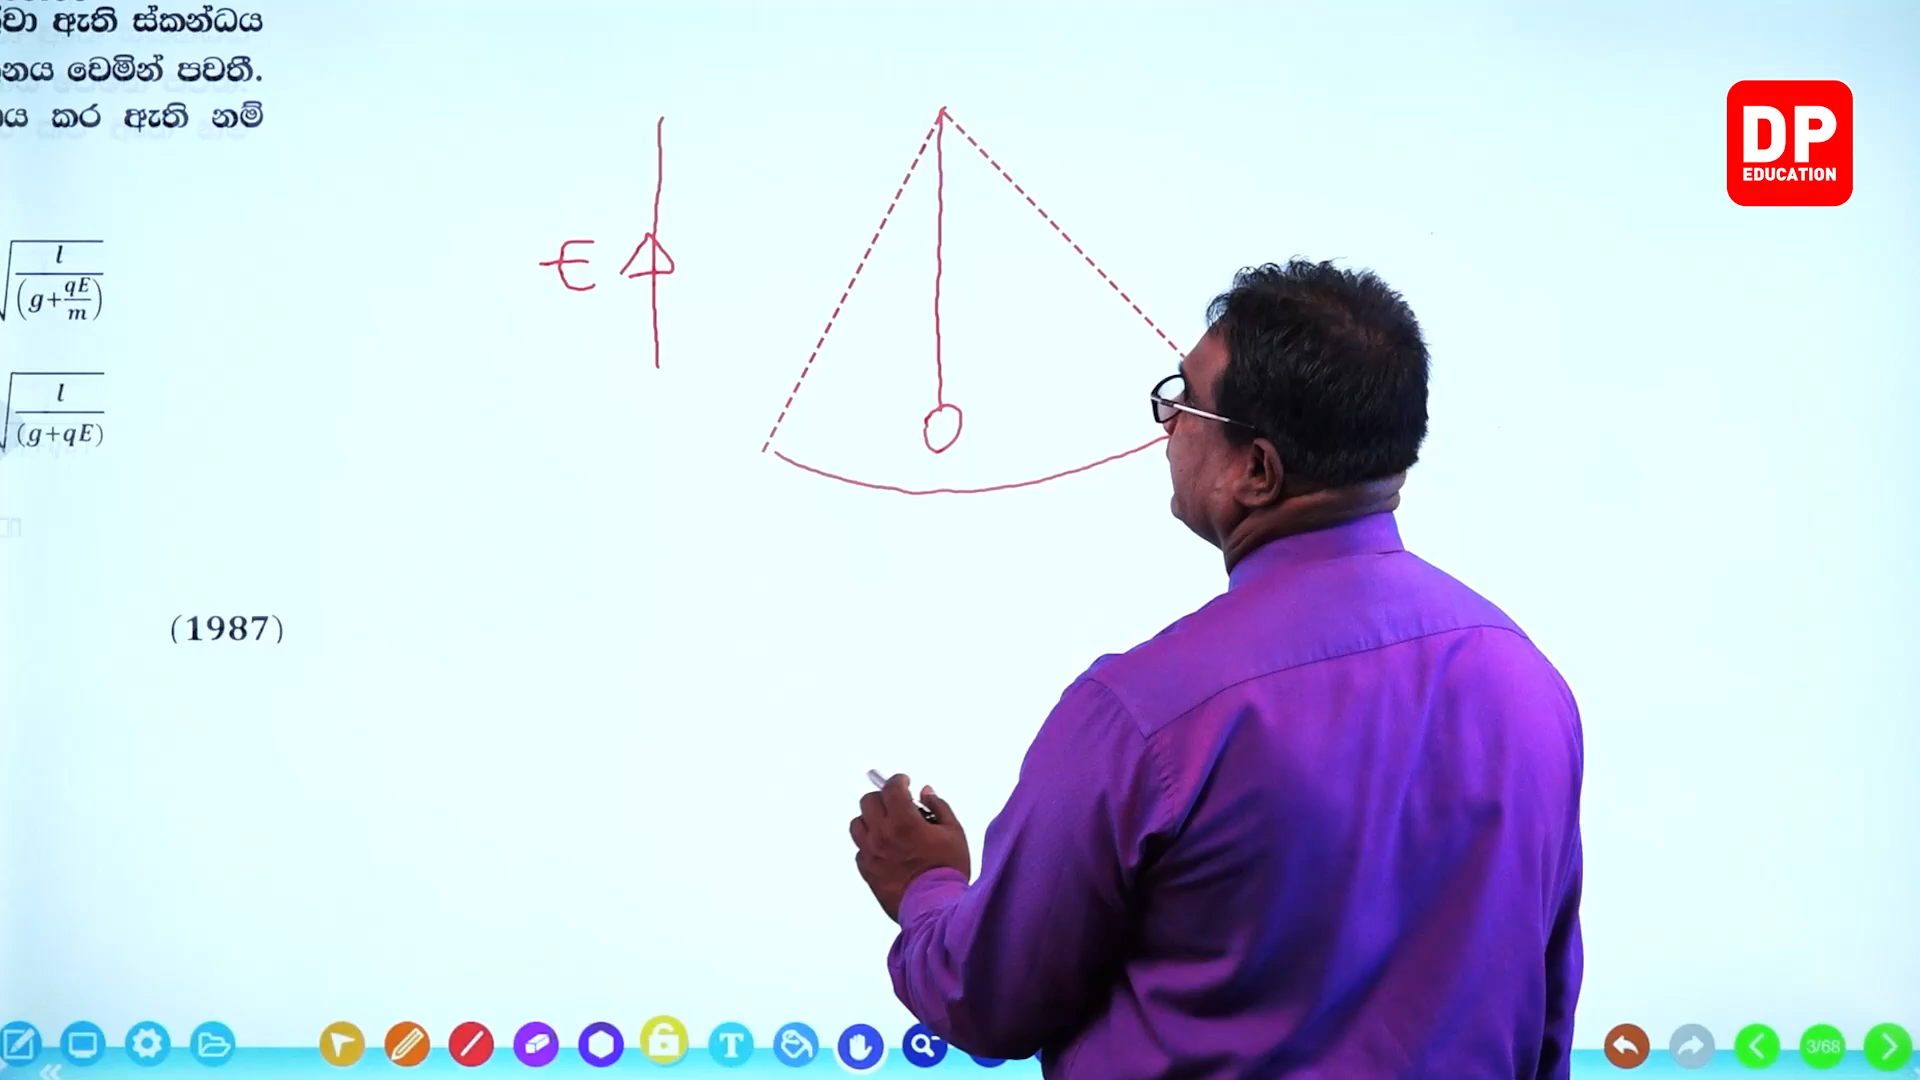 වා ඇති ස්කන්ධය
නය වෙමින් පවතී.
ය කර ඇති නම්
DP
EDUCATION
E
√(l/(g+qE/m))
√(l/(g+qE))
(1987)
T
3/68